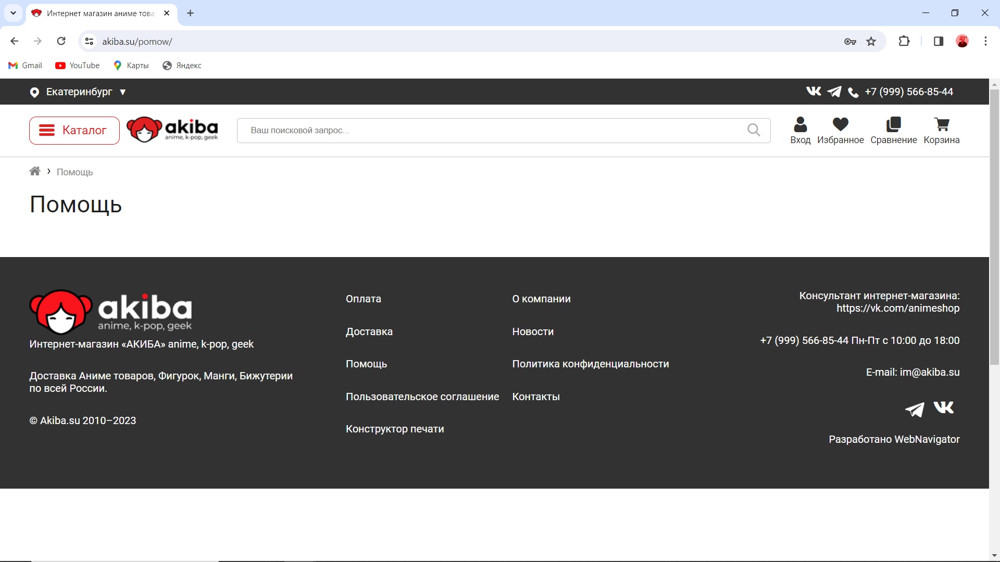 Интернет магазин аниме това
akiba.su/pomow/
Gmail
YouTube
Карты
Яндекс
Екатеринбург ▼
+7 (999) 566-85-44
Каталог
akiba
anime, k-pop, geek
Ваш поисковой запрос...
Вход
Избранное
Сравнение
Корзина
Помощь
Помощь
akiba
anime, k-pop, geek
Интернет-магазин «АКИБА» anime, k-pop, geek
Доставка Аниме товаров, Фигурок, Манги, Бижутерии
по всей России.
© Akiba.su 2010–2023
Оплата
Доставка
Помощь
Пользовательское соглашение
Конструктор печати
О компании
Новости
Политика конфиденциальности
Контакты
Консультант интернет-магазина:
https://vk.com/animeshop
+7 (999) 566-85-44 Пн-Пт с 10:00 до 18:00
E-mail: im@akiba.su
Разработано WebNavigator